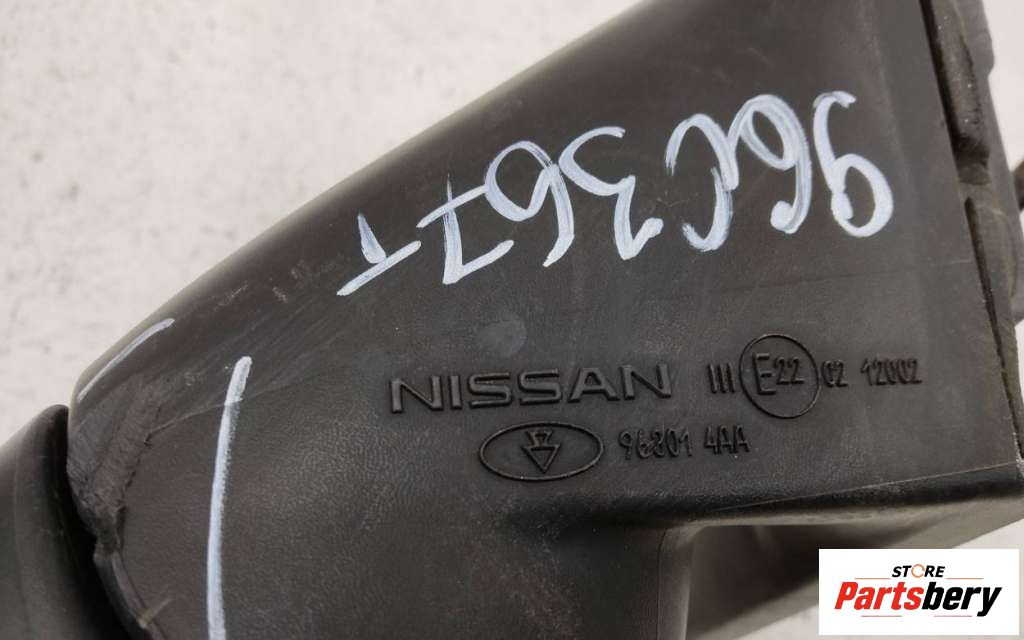 96C367T
NISSAN III E22 02 12002
96301 4AA
STORE
Partsbery